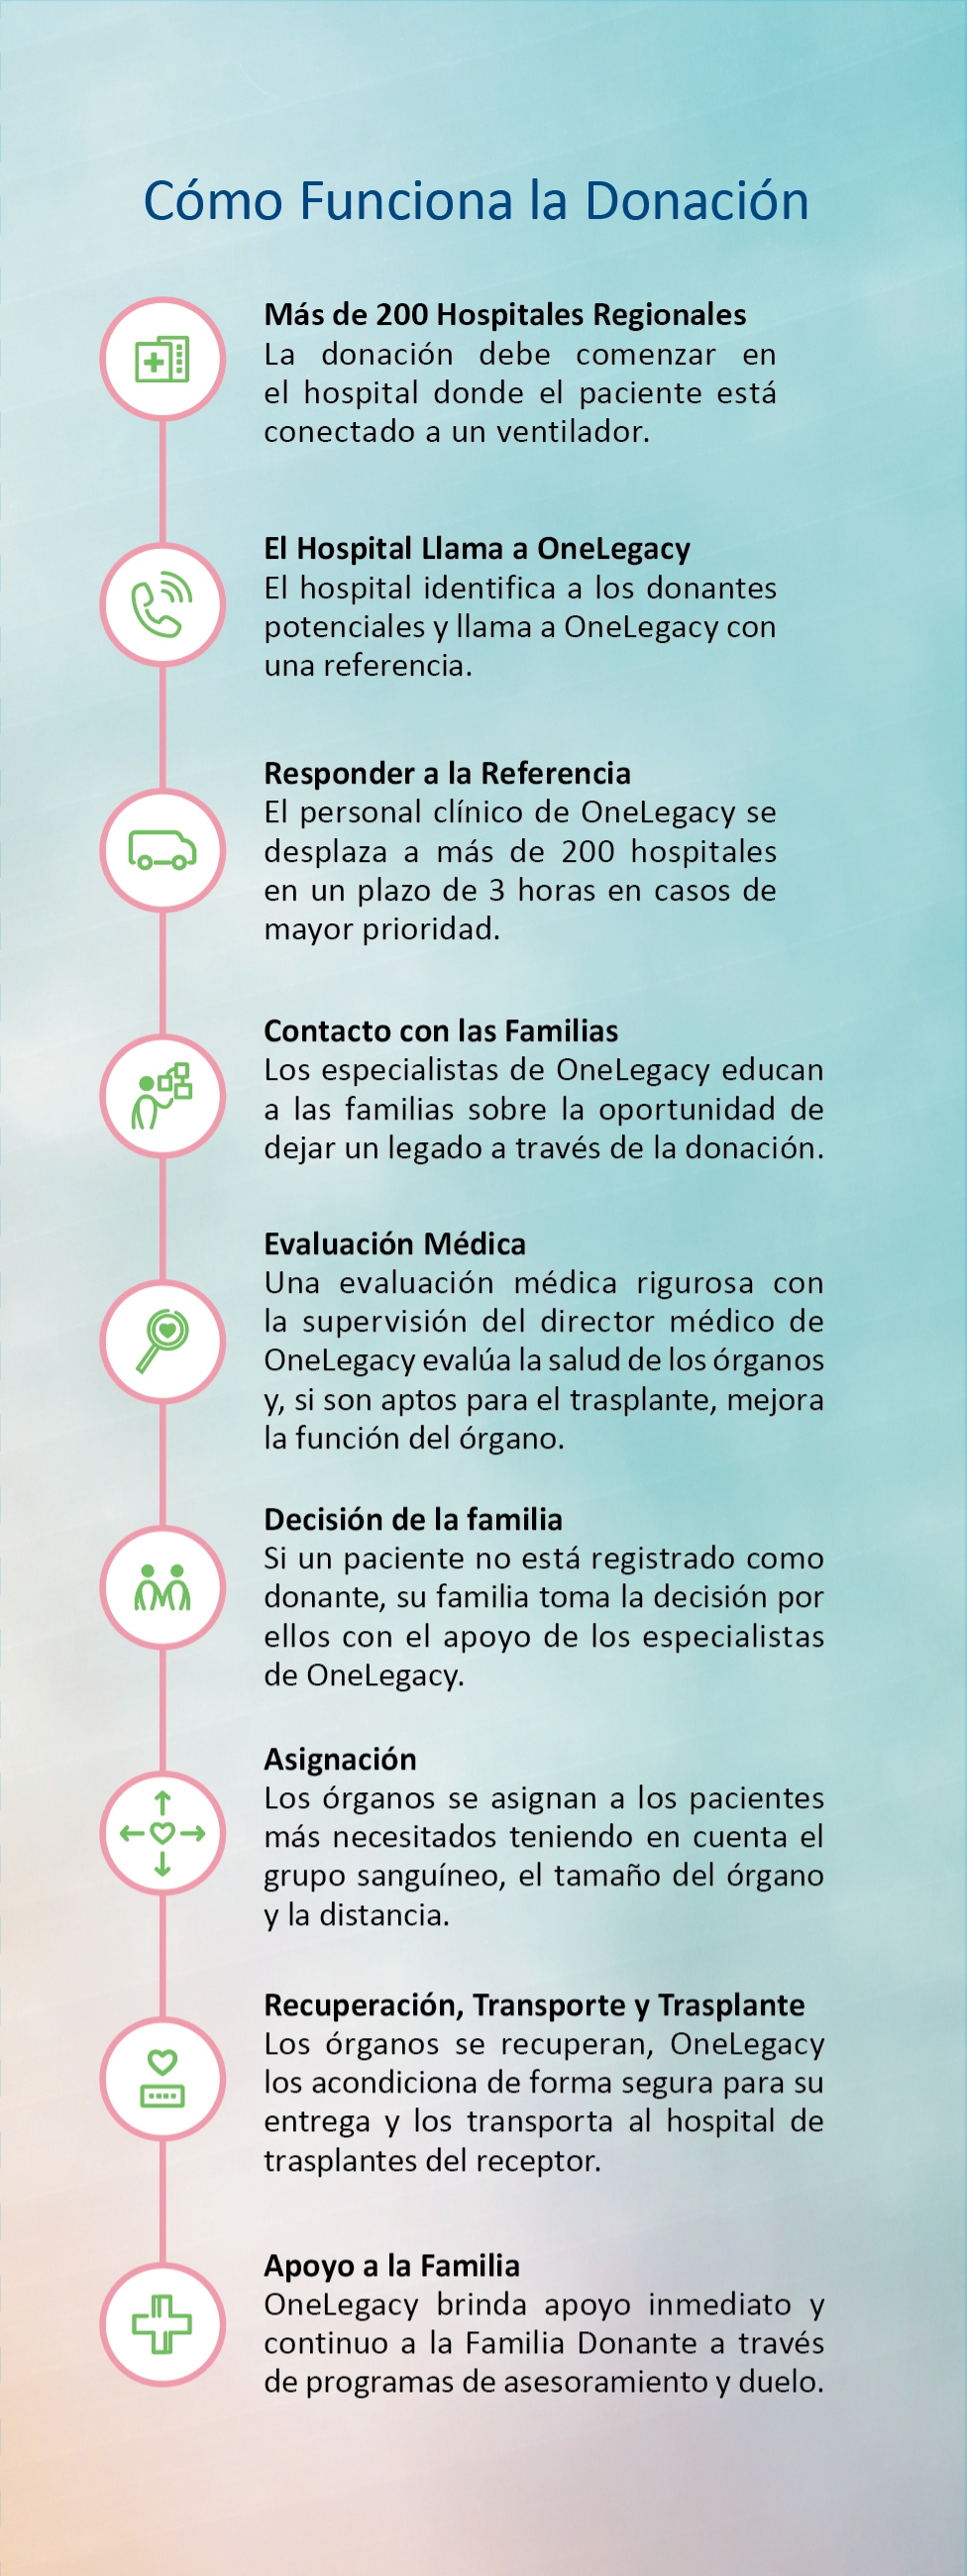 Cómo Funciona la Donación
Más de 200 Hospitales Regionales
La donación debe comenzar en
el hospital donde el paciente está
conectado a un ventilador.
El Hospital Llama a OneLegacy
El hospital identifica a los donantes
potenciales y llama a OneLegacy con
una referencia.
Responder a la Referencia
El personal clínico de OneLegacy se
desplaza a más de 200 hospitales
en un plazo de 3 horas en casos de
mayor prioridad.
Contacto con las Familias
Los especialistas de OneLegacy educan
a las familias sobre la oportunidad de
dejar un legado a través de la donación.
Evaluación Médica
Una evaluación médica rigurosa con
la supervisión del director médico de
OneLegacy evalúa la salud de los órganos
y, si son aptos para el trasplante, mejora
la función del órgano.
Decisión de la familia
Si un paciente no está registrado como
donante, su familia toma la decisión por
ellos con el apoyo de los especialistas
de OneLegacy.
Asignación
Los órganos se asignan a los pacientes
más necesitados teniendo en cuenta el
grupo sanguíneo, el tamaño del órgano
y la distancia.
Recuperación, Transporte y Trasplante
Los órganos se recuperan, OneLegacy
los acondiciona de forma segura para su
entrega y los transporta al hospital de
trasplantes del receptor.
Apoyo a la Familia
OneLegacy brinda apoyo inmediato y
continuo a la Familia Donante a través
de programas de asesoramiento y duelo.